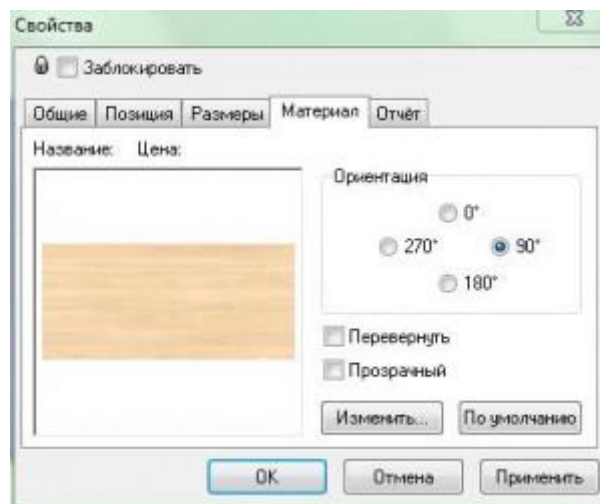 Свойства
Заблокировать
Общие Позиция Размеры Материал Отчёт
Название: Цена:
Ориентация
0°
270° 90°
180°
Перевернуть
Прозрачный
Изменить... По умолчанию
OK Отмена Применить